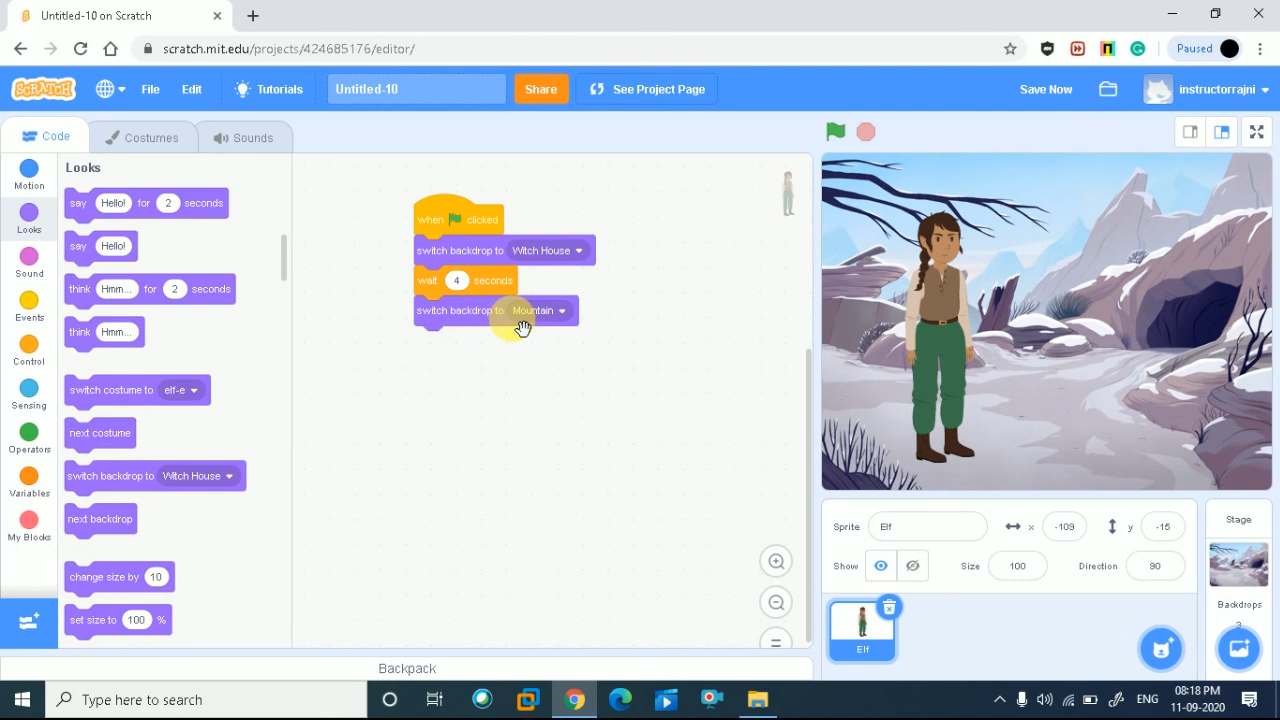 Untitled-10 on Scratch
scratch.mit.edu/projects/424685176/editor/
Paused
SCRATCH
File
Edit
Tutorials
Untitled-10
Share
See Project Page
Save Now
instructorrajni
Code
Costumes
Sounds
Motion
Looks
Sound
Events
Control
Sensing
Operators
Variables
My Blocks
Looks
say Hello! for 2 seconds
say Hello!
think Hmm... for 2 seconds
think Hmm...
switch costume to elf-e
next costume
switch backdrop to Witch House
next backdrop
change size by 10
set size to 100 %
when clicked
switch backdrop to Witch House
wait 4 seconds
switch backdrop to Mountain
Backpack
Sprite Elf x -109 y -15
Show Size 100 Direction 90
Elf
Stage
Backdrops
3
Type here to search
ENG
08:18 PM
11-09-2020